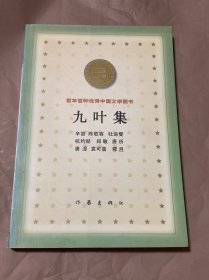 百年百种优秀中国文学图书
九叶集
辛笛 陈敬容 杜运燮
杭约赫 郑敏 唐祈
唐湜 袁可嘉 穆旦
作家出版社